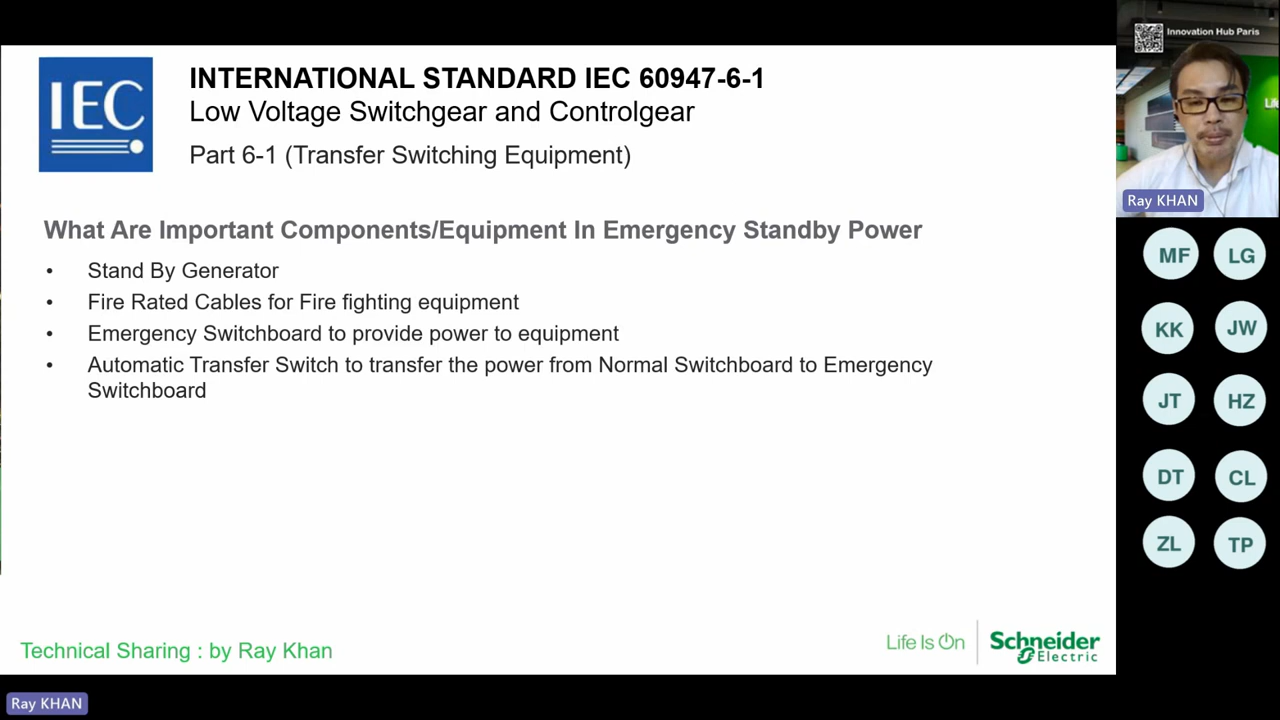 IEC
INTERNATIONAL STANDARD IEC 60947-6-1
Low Voltage Switchgear and Controlgear
Part 6-1 (Transfer Switching Equipment)
What Are Important Components/Equipment In Emergency Standby Power
• Stand By Generator
• Fire Rated Cables for Fire fighting equipment
• Emergency Switchboard to provide power to equipment
• Automatic Transfer Switch to transfer the power from Normal Switchboard to Emergency
Switchboard
Technical Sharing : by Ray Khan
Life Is On
Schneider
Electric
Ray KHAN
Innovation Hub Paris
Ray KHAN
MF LG
KK JW
JT HZ
DT CL
ZL TP